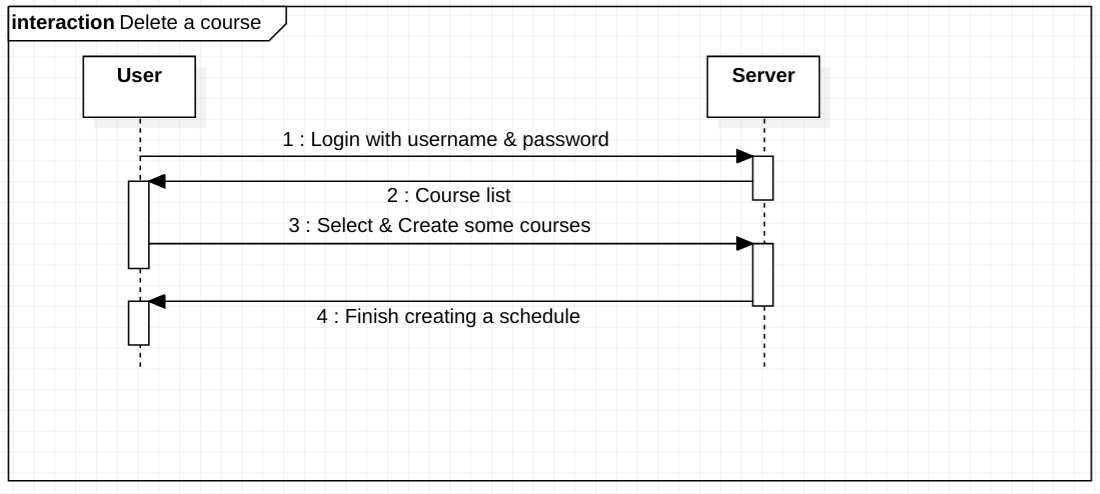 interaction Delete a course
User
Server
1 : Login with username & password
2 : Course list
3 : Select & Create some courses
4 : Finish creating a schedule